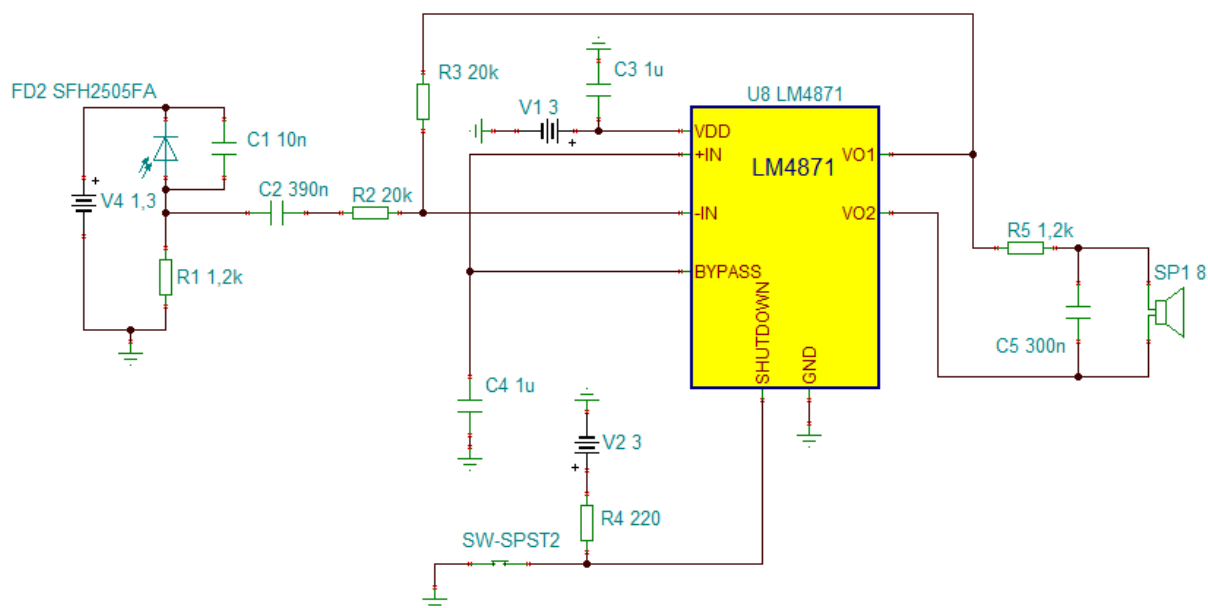 FD2 SFH2505FA
C1 10n
V4 1,3
+
R1 1,2k
C2 390n
R2 20k
R3 20k
C3 1u
V1 3
+
U8 LM4871
LM4871
VDD
+IN
-IN
BYPASS
SHUTDOWN
GND
VO1
VO2
R5 1,2k
C5 300n
SP1 8
C4 1u
V2 3
+
R4 220
SW-SPST2